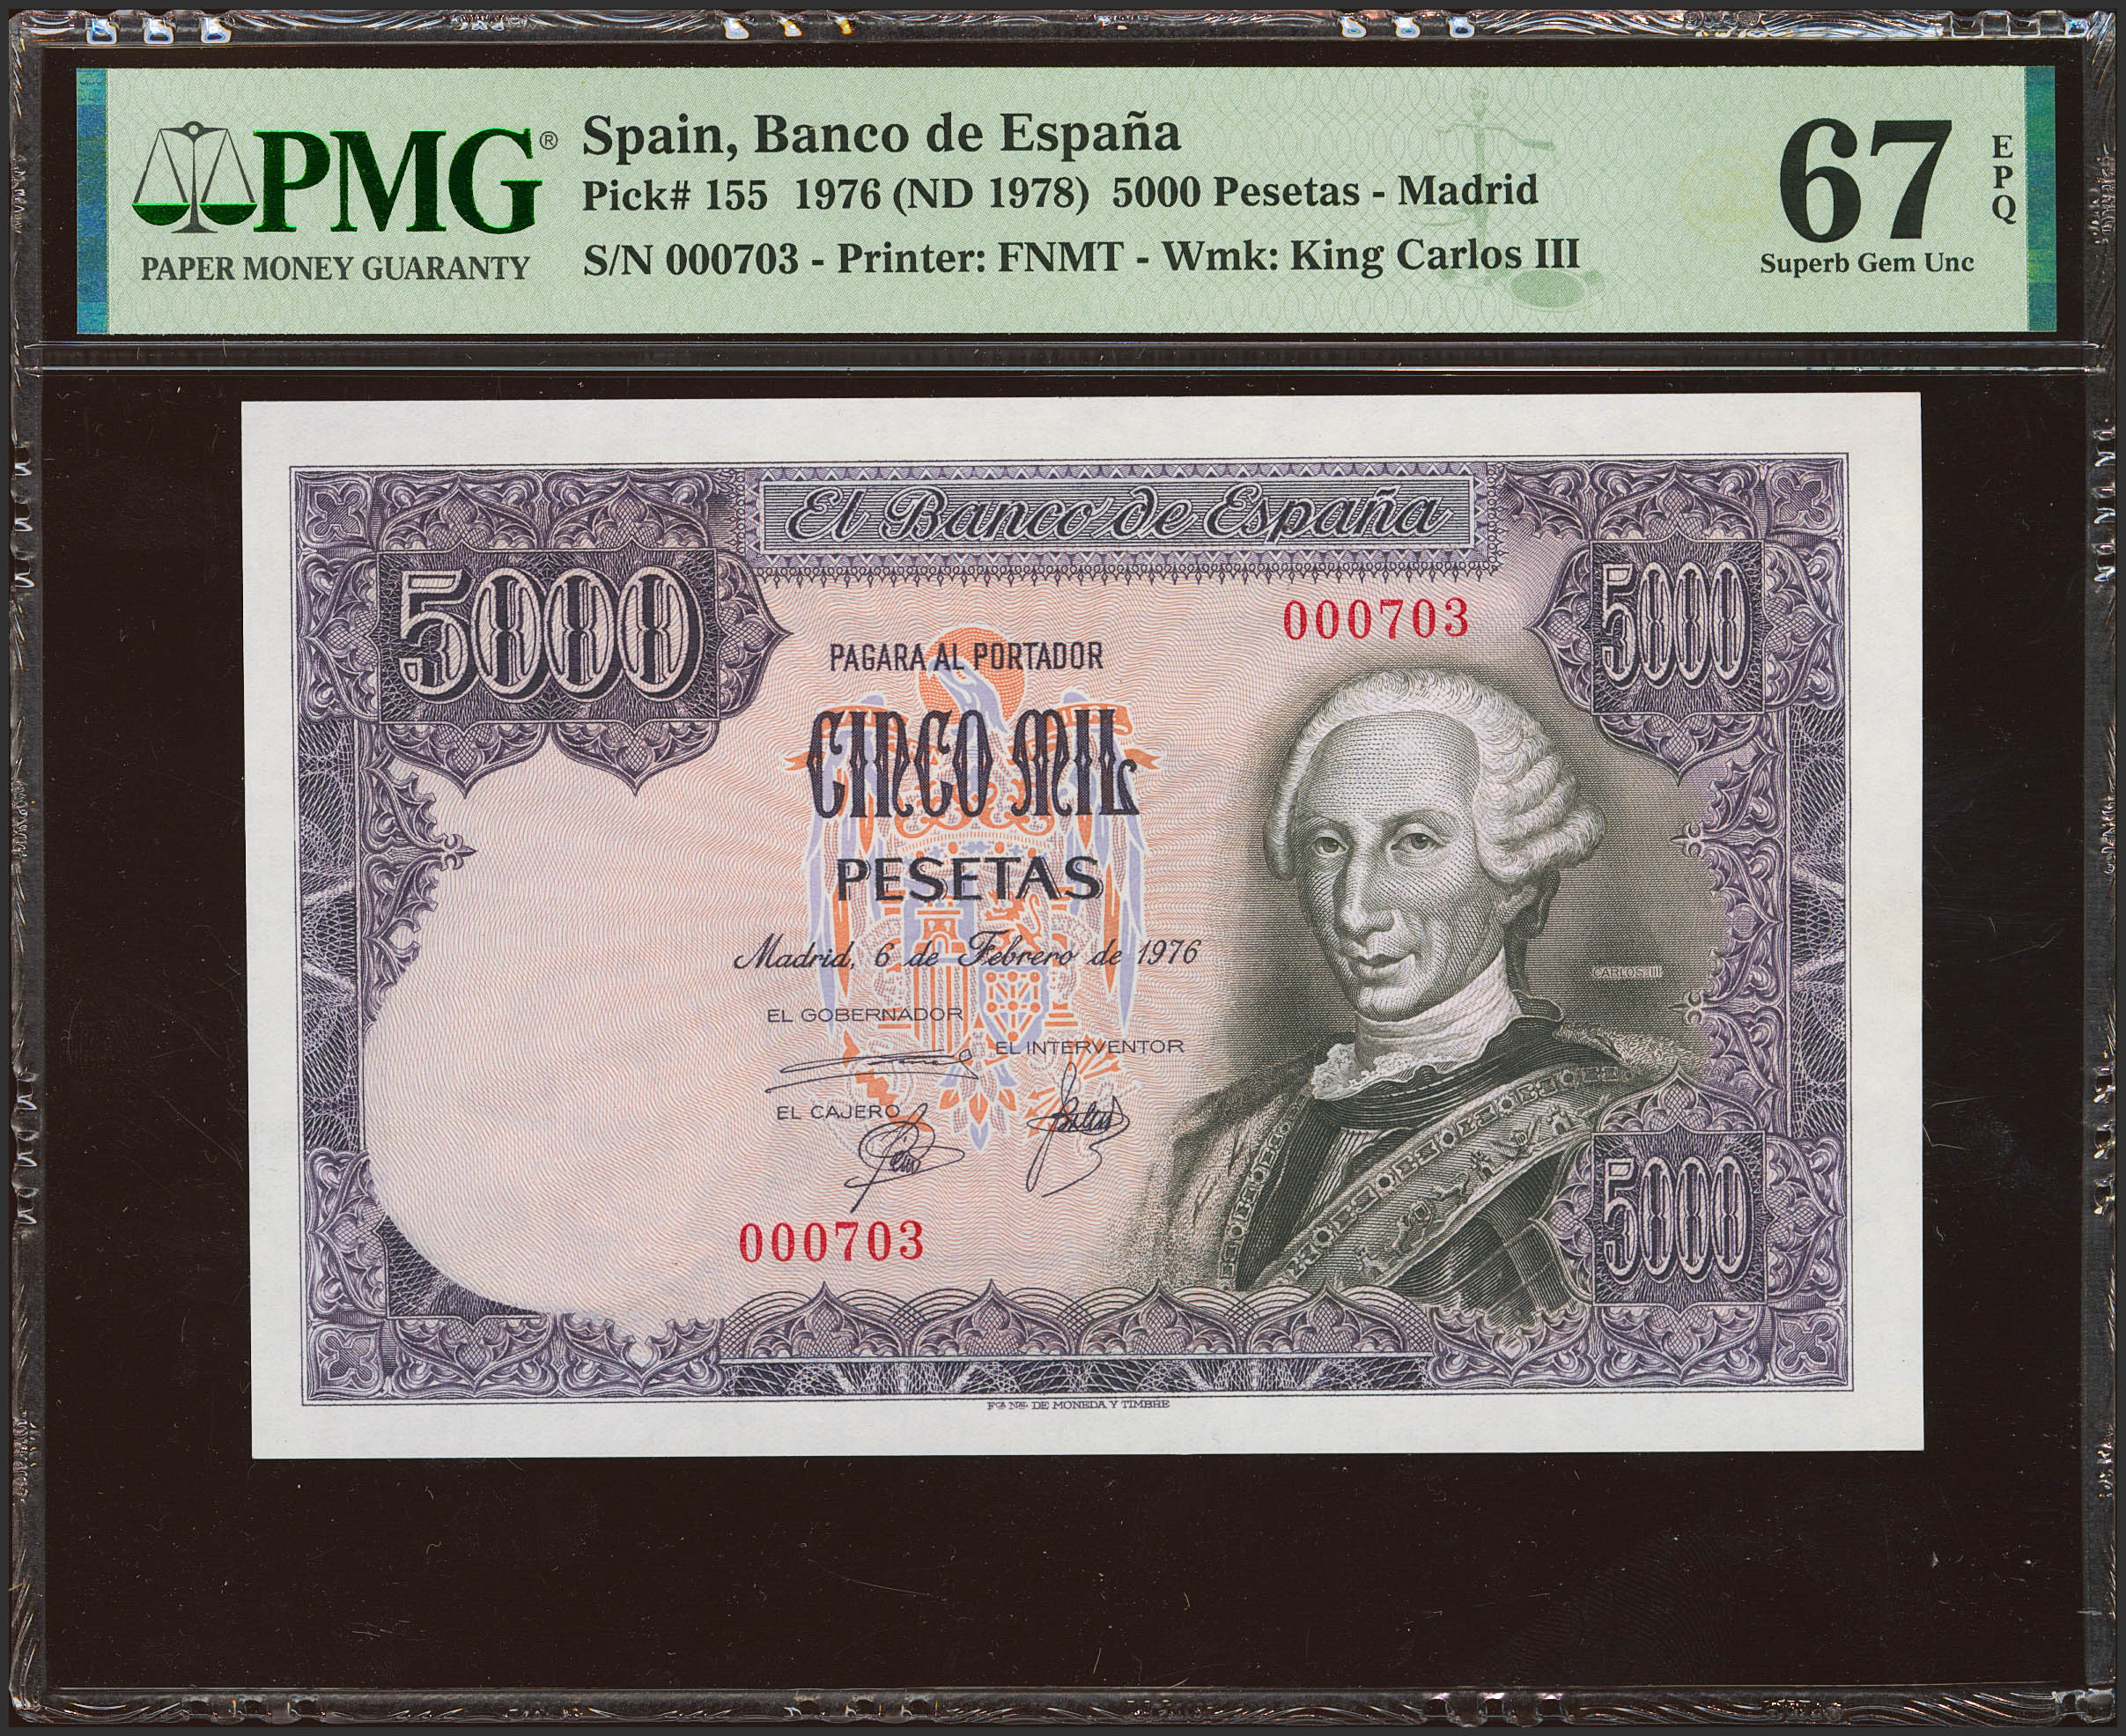 PMG®
PAPER MONEY GUARANTY
Spain, Banco de España
Pick# 155 1976 (ND 1978) 5000 Pesetas - Madrid
S/N 000703 - Printer: FNMT - Wmk: King Carlos III
67
EPQ
Superb Gem Unc
El Banco de España
5000
5000
000703
PAGARA AL PORTADOR
CINCO MIL
PESETAS
Madrid, 6 de Febrero de 1976
CARLOS III
EL GOBERNADOR
EL INTERVENTOR
EL CAJERO
000703
5000
Fca Nal DE MONEDA Y TIMBRE